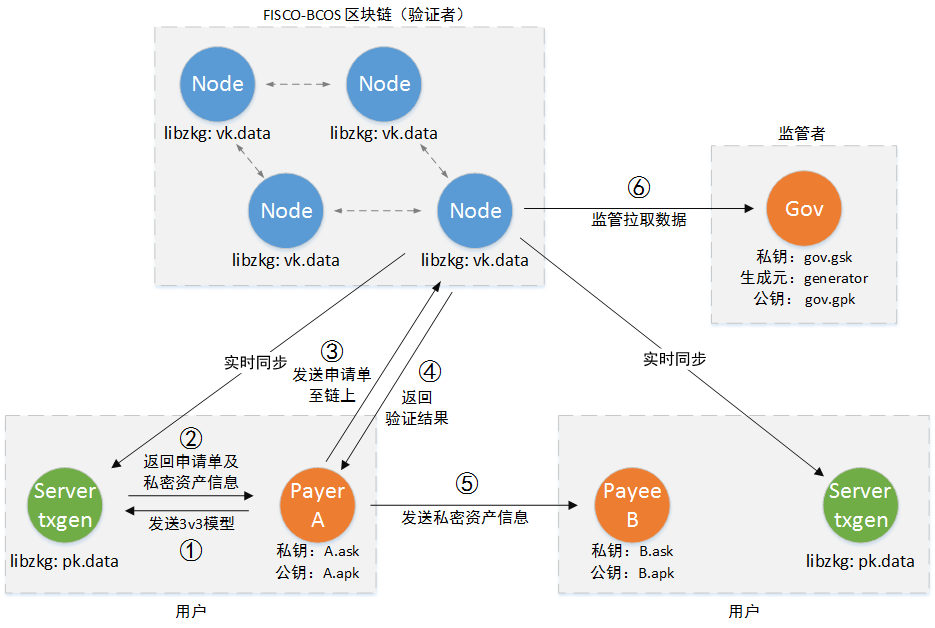 FISCO-BCOS 区块链（验证者）
Node
Node
libzkg: vk.data
libzkg: vk.data
Node
Node
libzkg: vk.data
libzkg: vk.data
⑥
监管拉取数据
监管者
Gov
私钥：gov.gsk
生成元：generator
公钥： gov.gpk
实时同步
③
发送申请单
至链上
④
返回
验证结果
实时同步
②
返回申请单及
私密资产信息
发送3v3模型
①
Server
txgen
libzkg: pk.data
Payer
A
私钥：A.ask
公钥：A.apk
用户
⑤
发送私密资产信息
Payee
B
私钥：B.ask
公钥：B.apk
Server
txgen
libzkg: pk.data
用户